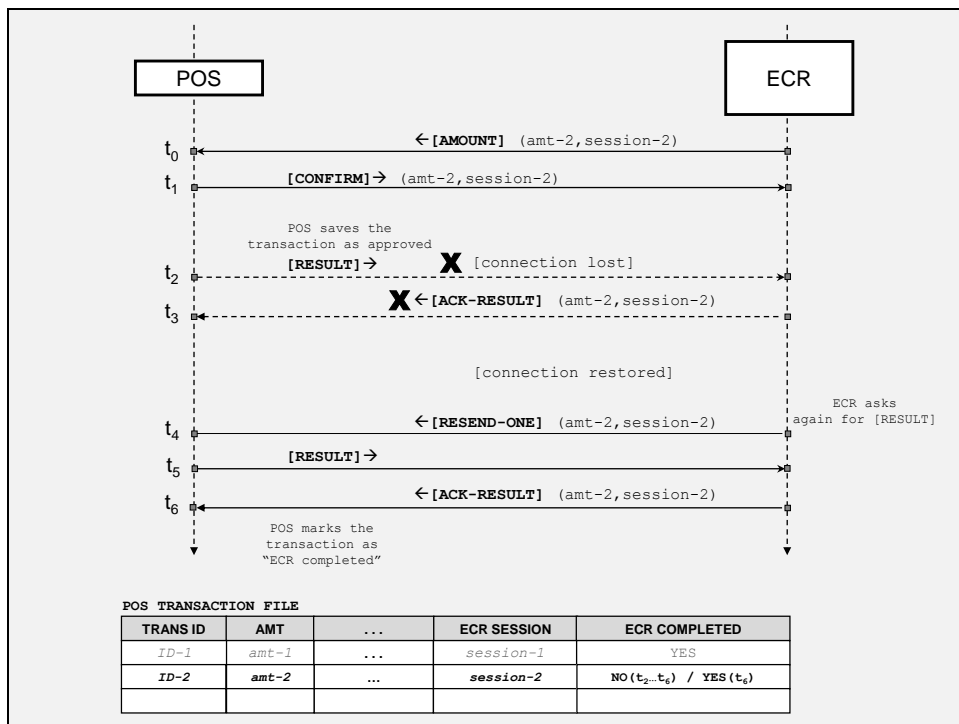 POS
ECR
t0
←[AMOUNT] (amt-2,session-2)
t1
[CONFIRM]→ (amt-2,session-2)
POS saves the
transaction as approved
t2
[RESULT]→ X [connection lost]
t3
X ←[ACK-RESULT] (amt-2,session-2)
[connection restored]
ECR asks
again for [RESULT]
t4
←[RESEND-ONE] (amt-2,session-2)
t5
[RESULT]→
t6
←[ACK-RESULT] (amt-2,session-2)
POS marks the
transaction as
“ECR completed”
POS TRANSACTION FILE
TRANS ID AMT ... ECR SESSION ECR COMPLETED
ID-1 amt-1 ... session-1 YES
ID-2 amt-2 ... session-2 NO(t2…t6) / YES(t6)